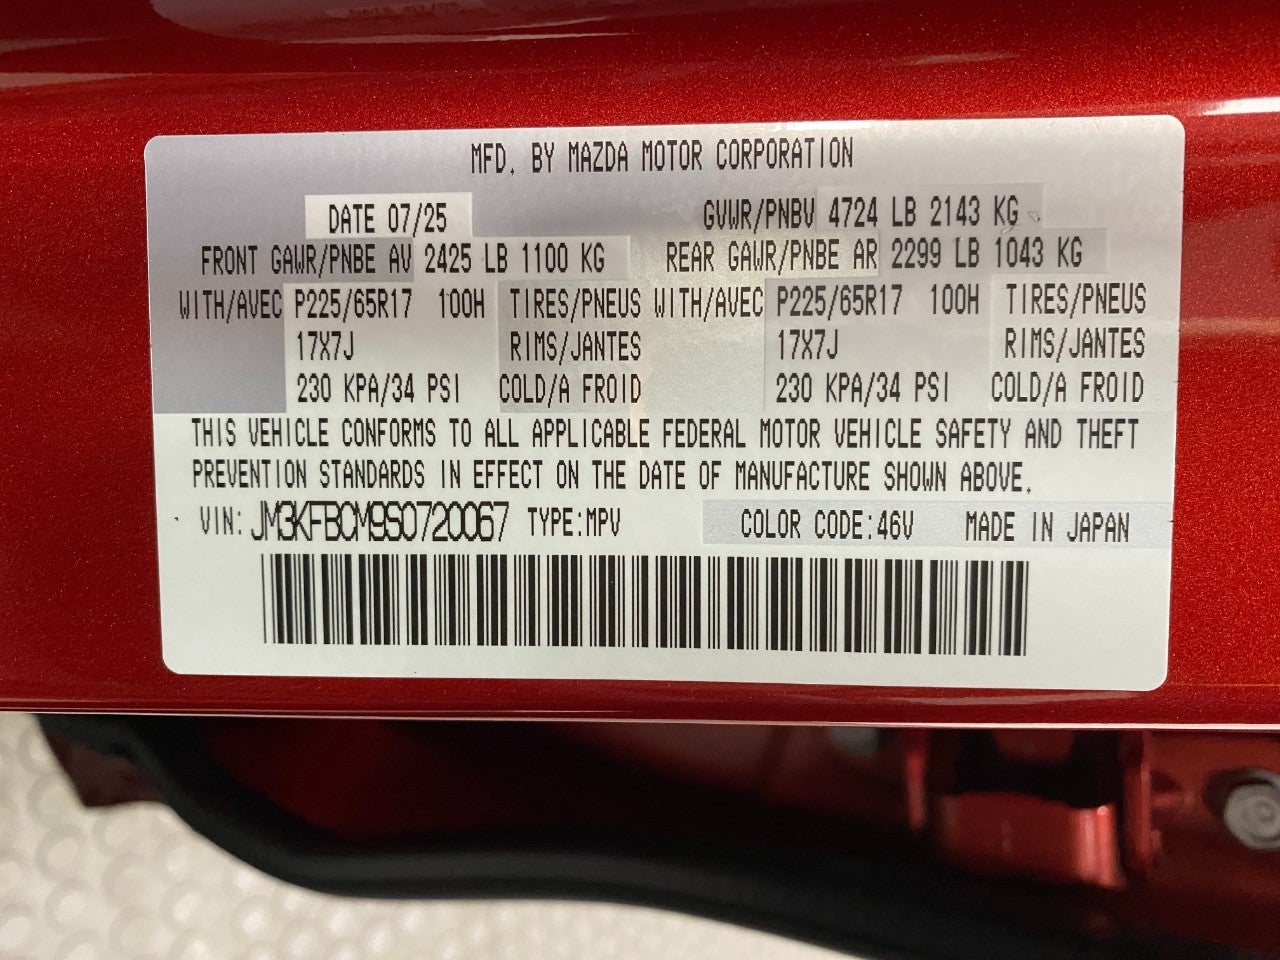 MFD. BY MAZDA MOTOR CORPORATION
DATE 07/25 GVWR/PNBV 4724 LB 2143 KG
FRONT GAWR/PNBE AV 2425 LB 1100 KG REAR GAWR/PNBE AR 2299 LB 1043 KG
WITH/AVEC P225/65R17 100H TIRES/PNEUS WITH/AVEC P225/65R17 100H TIRES/PNEUS
17X7J RIMS/JANTES 17X7J RIMS/JANTES
230 KPA/34 PSI COLD/A FROID 230 KPA/34 PSI COLD/A FROID
THIS VEHICLE CONFORMS TO ALL APPLICABLE FEDERAL MOTOR VEHICLE SAFETY AND THEFT
PREVENTION STANDARDS IN EFFECT ON THE DATE OF MANUFACTURE SHOWN ABOVE.
VIN: JM3KFBCM9S0720067 TYPE:MPV COLOR CODE:46V MADE IN JAPAN